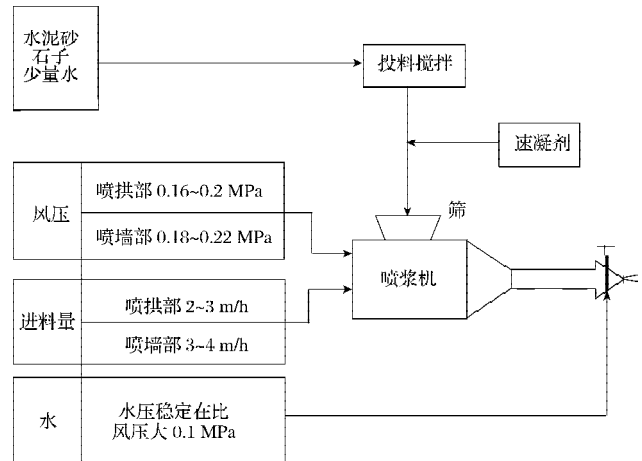 水泥砂
石子
少量水
投料搅拌
速凝剂
筛
风压
喷拱部 0.16~0.2 MPa
喷墙部 0.18~0.22 MPa
喷浆机
进料量
喷拱部 2~3 m/h
喷墙部 3~4 m/h
水
水压稳定在比
风压大 0.1 MPa